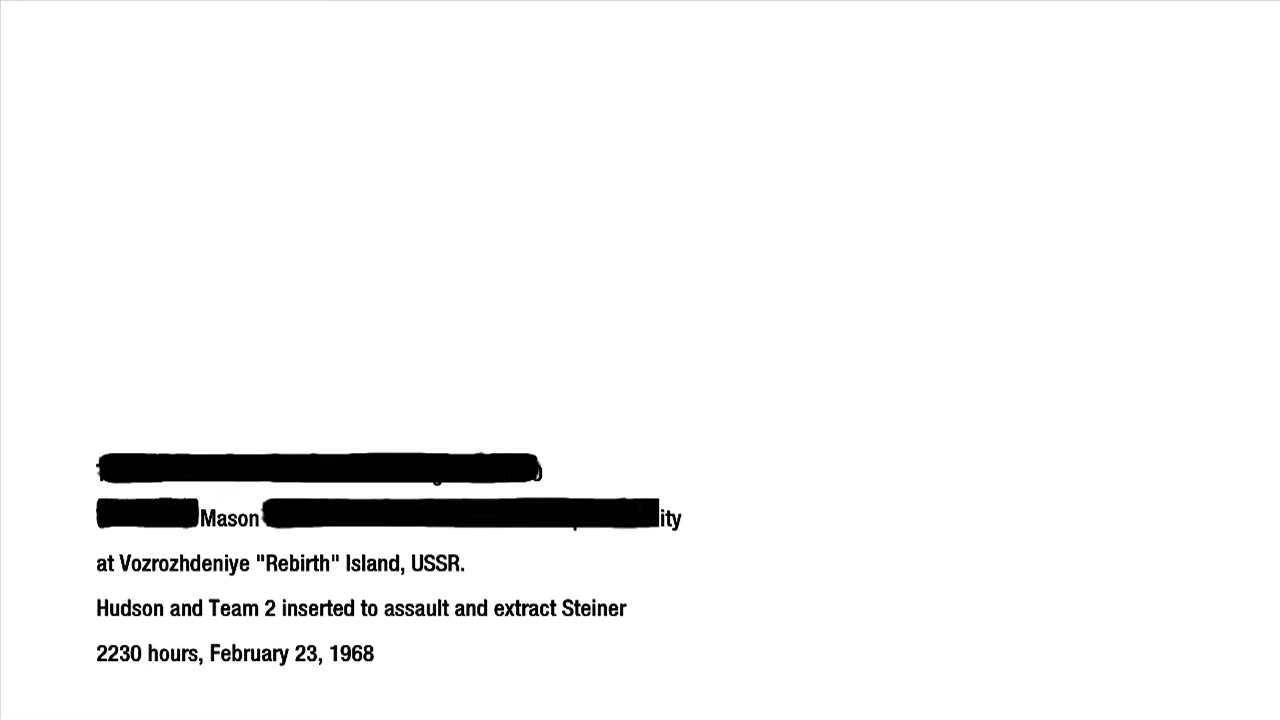 Mason ity
at Vozrozhdeniye "Rebirth" Island, USSR.
Hudson and Team 2 inserted to assault and extract Steiner
2230 hours, February 23, 1968